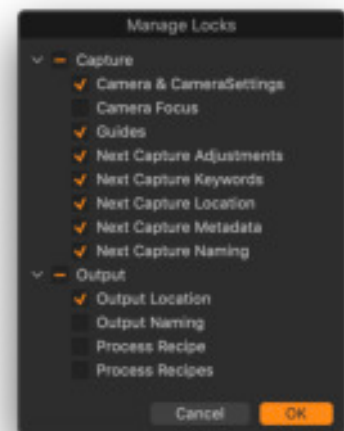 Manage Locks
Capture
Camera & CameraSettings
Camera Focus
Guides
Next Capture Adjustments
Next Capture Keywords
Next Capture Location
Next Capture Metadata
Next Capture Naming
Output
Output Location
Output Naming
Process Recipe
Process Recipes
Cancel OK